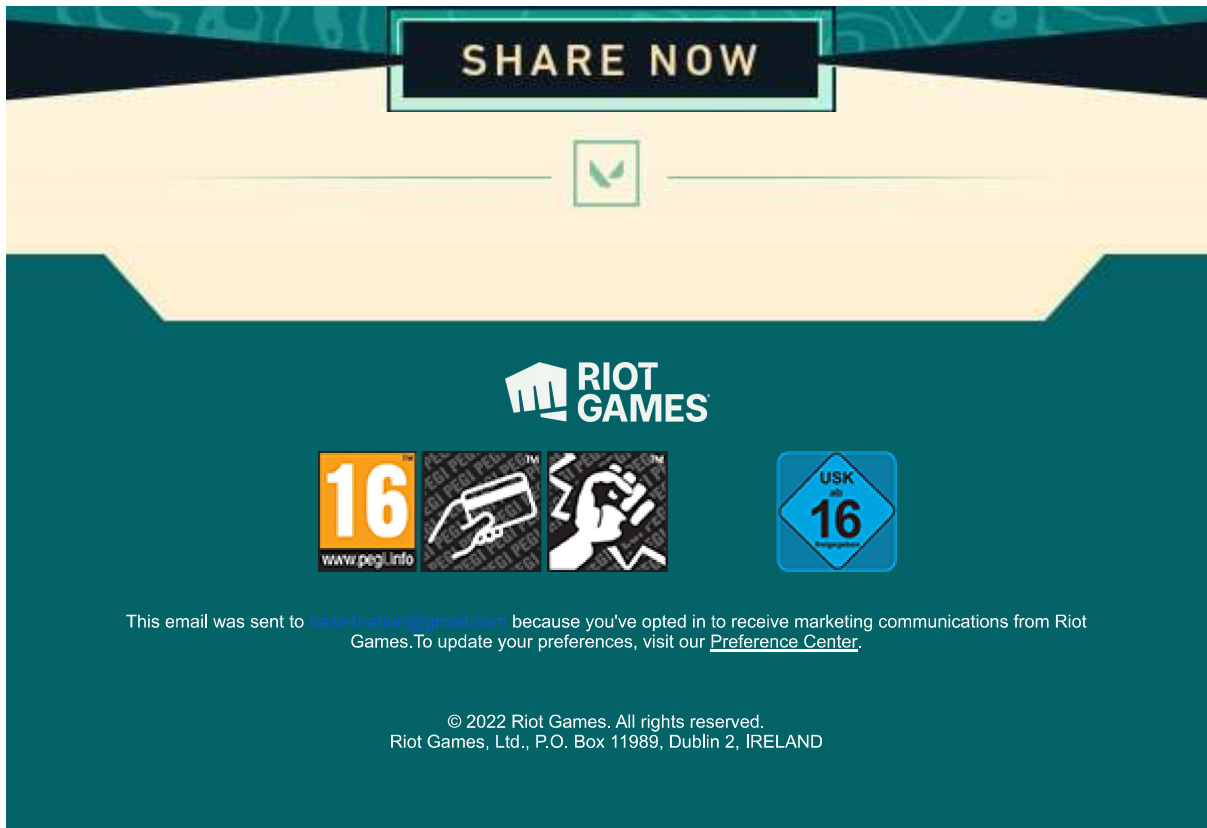 SHARE NOW
RIOT
GAMES
16
www.pegi.info
USK
ab
16
freigegeben
This email was sent to bass4nation@gmail.com because you've opted in to receive marketing communications from Riot
Games.To update your preferences, visit our Preference Center.
© 2022 Riot Games. All rights reserved.
Riot Games, Ltd., P.O. Box 11989, Dublin 2, IRELAND